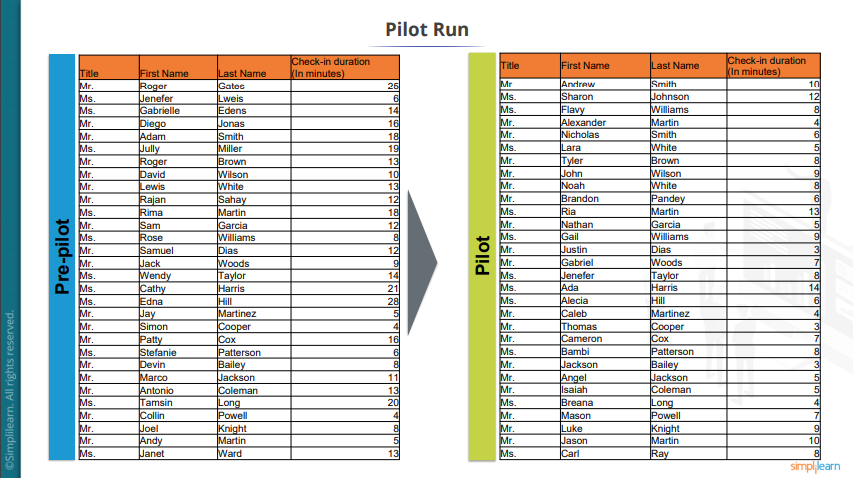 Pilot Run
Pre-pilot
Title First Name Last Name Check-in duration (In minutes)
Mr. Roger Gates 25
Ms. Jenefer Lweis 6
Ms. Gabrielle Edens 14
Mr. Diego Jonas 16
Mr. Adam Smith 18
Ms. Jully Miller 19
Mr. Roger Brown 13
Mr. David Wilson 10
Mr. Lewis White 13
Mr. Rajan Sahay 12
Ms. Rima Martin 18
Mr. Sam Garcia 12
Ms. Rose Williams 8
Mr. Samuel Dias 12
Mr. Jack Woods 9
Ms. Wendy Taylor 14
Ms. Cathy Harris 21
Ms. Edna Hill 28
Mr. Jay Martinez 5
Mr. Simon Cooper 4
Mr. Patty Cox 16
Ms. Stefanie Patterson 6
Mr. Devin Bailey 8
Mr. Marco Jackson 11
Mr. Antonio Coleman 13
Ms. Tamsin Long 20
Mr. Collin Powell 4
Mr. Joel Knight 8
Mr. Andy Martin 5
Ms. Janet Ward 13
Pilot
Title First Name Last Name Check-in duration (In minutes)
Mr. Andrew Smith 10
Ms. Sharon Johnson 12
Ms. Flavy Williams 8
Mr. Alexander Martin 4
Mr. Nicholas Smith 6
Ms. Lara White 5
Mr. Tyler Brown 8
Mr. John Wilson 9
Mr. Noah White 8
Mr. Brandon Pandey 6
Ms. Ria Martin 13
Mr. Nathan Garcia 5
Ms. Gail Williams 9
Mr. Justin Dias 3
Mr. Gabriel Woods 7
Ms. Jenefer Taylor 8
Ms. Ada Harris 14
Ms. Alecia Hill 6
Mr. Caleb Martinez 4
Mr. Thomas Cooper 3
Mr. Cameron Cox 7
Ms. Bambi Patterson 8
Mr. Jackson Bailey 3
Mr. Angel Jackson 5
Mr. Isaiah Coleman 5
Ms. Breana Long 4
Mr. Mason Powell 7
Mr. Luke Knight 9
Mr. Jason Martin 10
Ms. Carl Ray 8
©Simplilearn. All rights reserved.
simplilearn